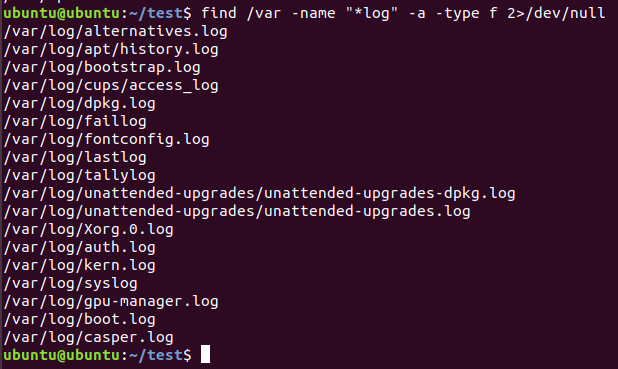 ubuntu@ubuntu:~/test$ find /var -name "*log" -a -type f 2>/dev/null
/var/log/alternatives.log
/var/log/apt/history.log
/var/log/bootstrap.log
/var/log/cups/access_log
/var/log/dpkg.log
/var/log/faillog
/var/log/fontconfig.log
/var/log/lastlog
/var/log/tallylog
/var/log/unattended-upgrades/unattended-upgrades-dpkg.log
/var/log/unattended-upgrades/unattended-upgrades.log
/var/log/Xorg.0.log
/var/log/auth.log
/var/log/kern.log
/var/log/syslog
/var/log/gpu-manager.log
/var/log/boot.log
/var/log/casper.log
ubuntu@ubuntu:~/test$